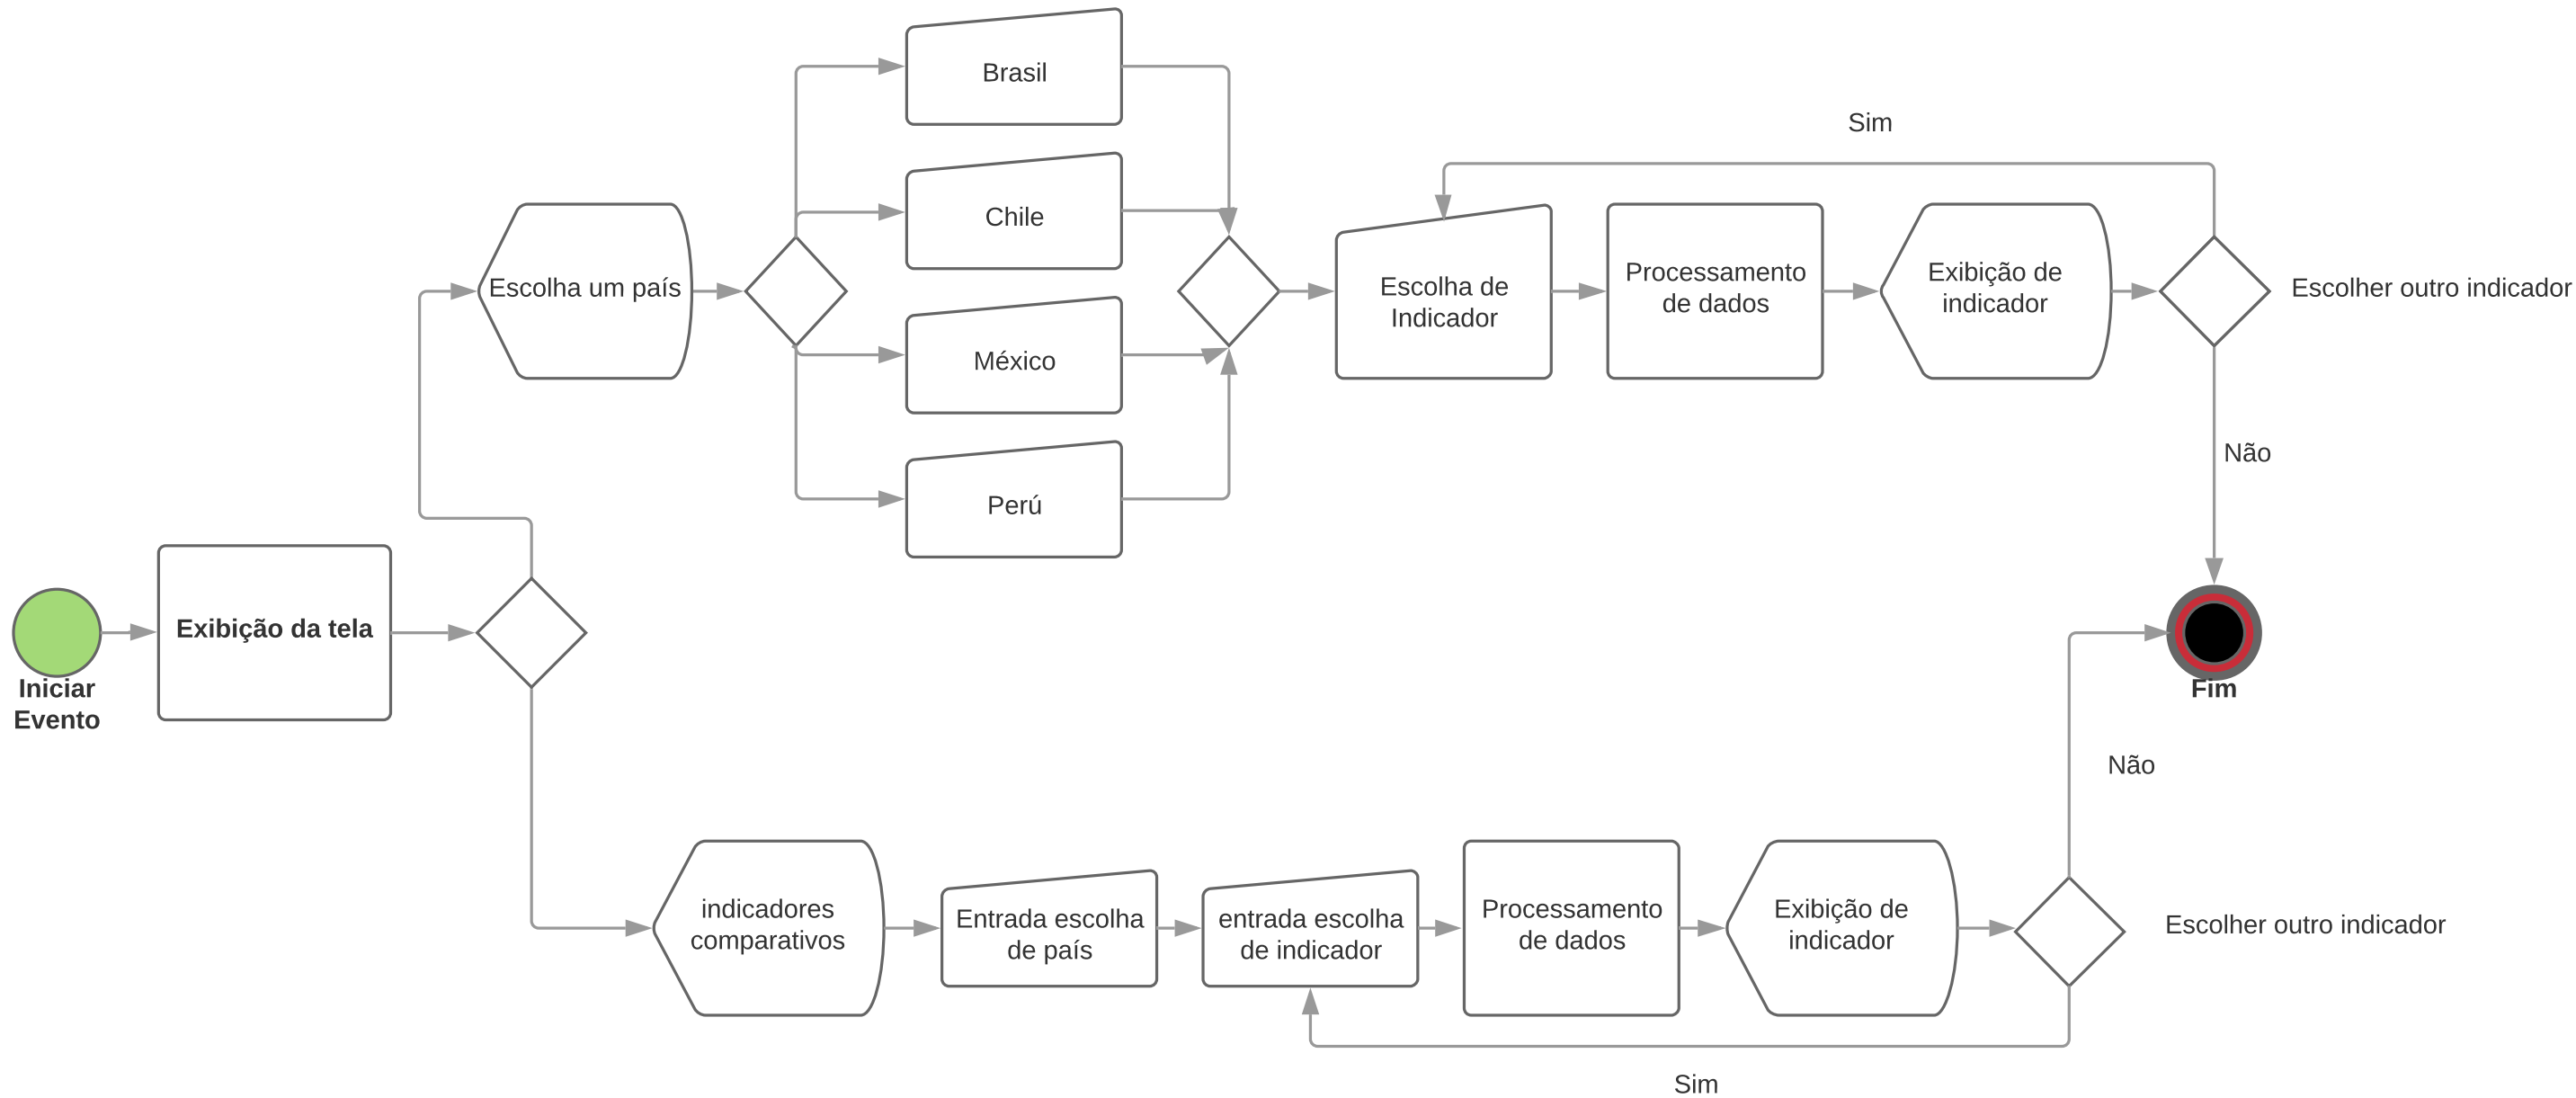 Brasil
Sim
Chile
Escolha um país
Escolha de
Indicador
Processamento
de dados
Exibição de
indicador
Escolher outro indicador
México
Não
Perú
Exibição da tela
Iniciar
Evento
Fim
Não
indicadores
comparativos
Entrada escolha
de país
entrada escolha
de indicador
Processamento
de dados
Exibição de
indicador
Escolher outro indicador
Sim